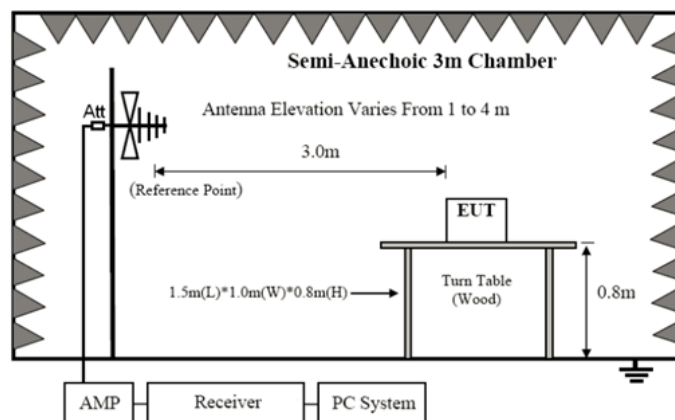 Semi-Anechoic 3m Chamber
Antenna Elevation Varies From 1 to 4 m
Att
3.0m
(Reference Point)
EUT
1.5m(L)*1.0m(W)*0.8m(H)
Turn Table
(Wood)
0.8m
AMP
Receiver
PC System